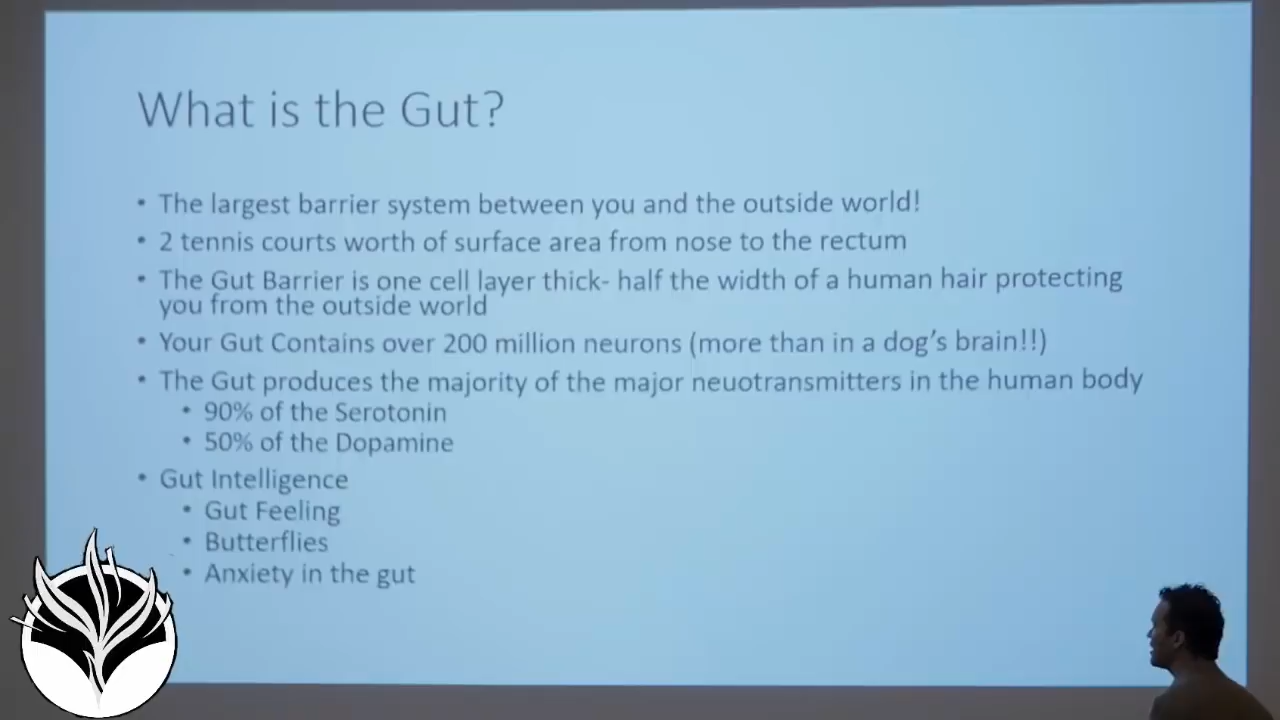 What is the Gut?
• The largest barrier system between you and the outside world!
• 2 tennis courts worth of surface area from nose to the rectum
• The Gut Barrier is one cell layer thick- half the width of a human hair protecting
you from the outside world
• Your Gut Contains over 200 million neurons (more than in a dog's brain!!)
• The Gut produces the majority of the major neuotransmitters in the human body
• 90% of the Serotonin
• 50% of the Dopamine
• Gut Intelligence
• Gut Feeling
• Butterflies
• Anxiety in the gut